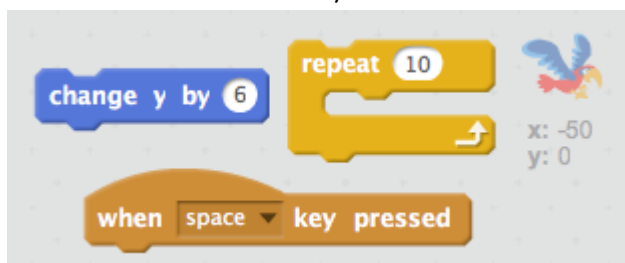 repeat 10
change y by 6
x: -50
y: 0
when space key pressed